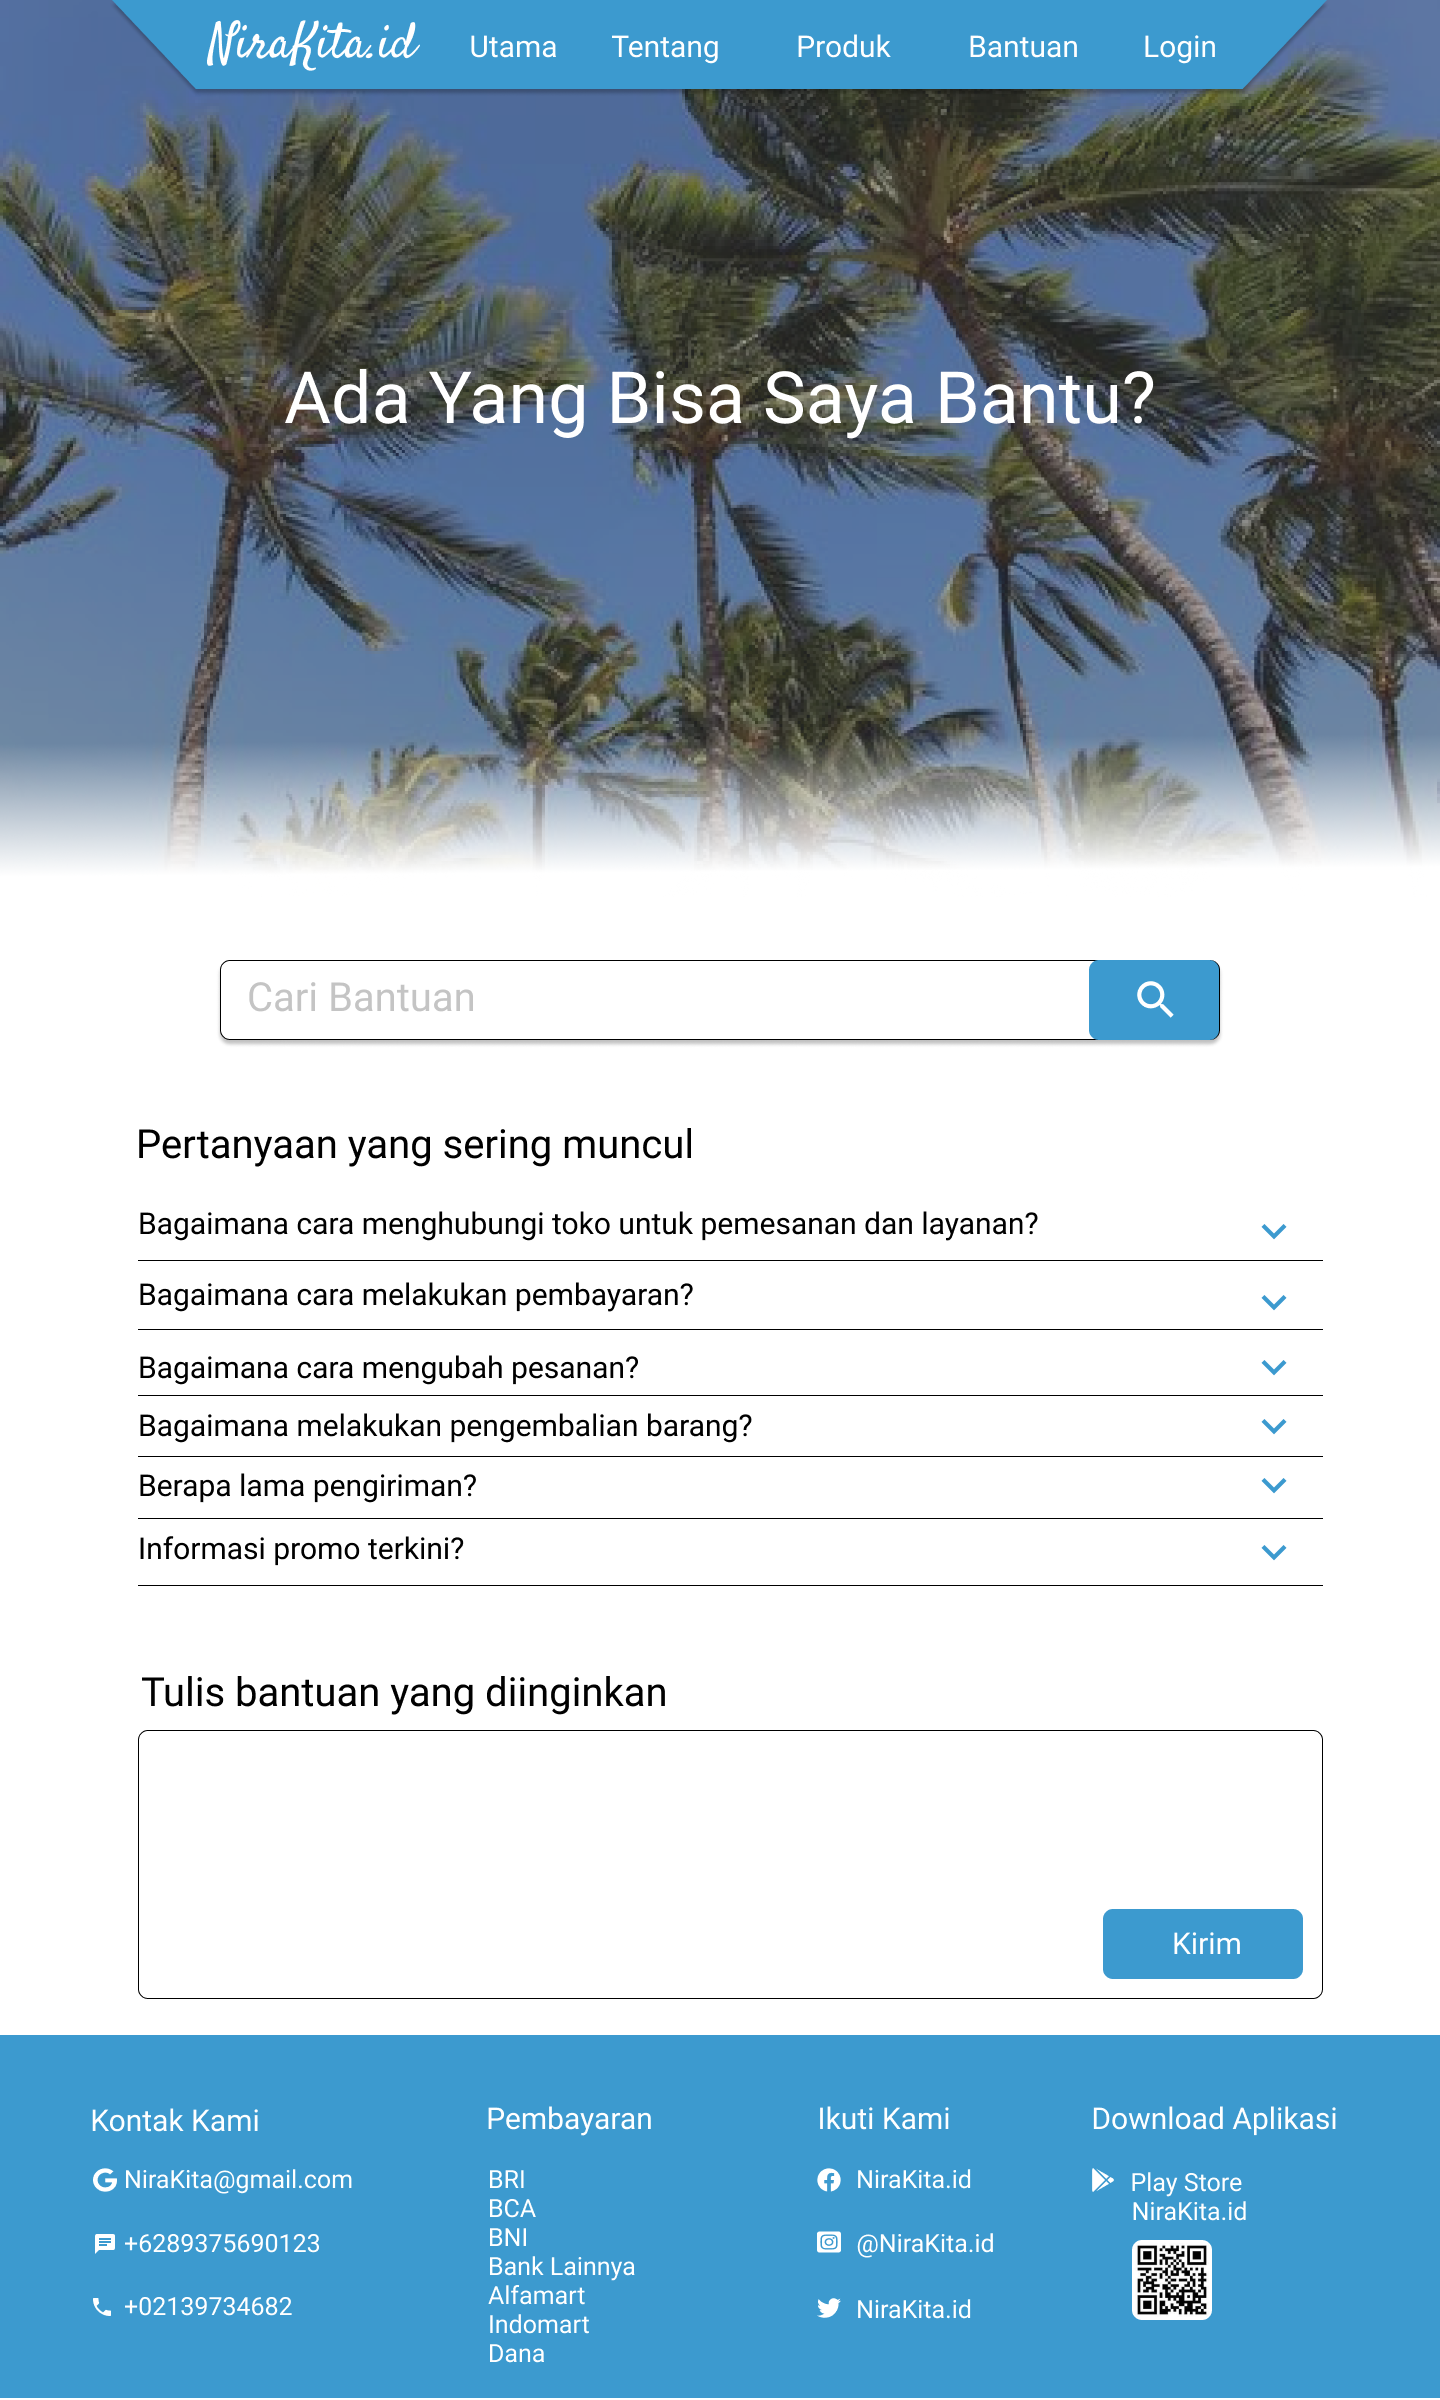 NiraKita.id
Utama
Tentang
Produk
Bantuan
Login
Ada Yang Bisa Saya Bantu?
Cari Bantuan
Pertanyaan yang sering muncul
Bagaimana cara menghubungi toko untuk pemesanan dan layanan?
Bagaimana cara melakukan pembayaran?
Bagaimana cara mengubah pesanan?
Bagaimana melakukan pengembalian barang?
Berapa lama pengiriman?
Informasi promo terkini?
Tulis bantuan yang diinginkan
Kirim
Kontak Kami
NiraKita@gmail.com
+6289375690123
+02139734682
Pembayaran
BRI
BCA
BNI
Bank Lainnya
Alfamart
Indomart
Dana
Ikuti Kami
NiraKita.id
@NiraKita.id
NiraKita.id
Download Aplikasi
Play Store
NiraKita.id